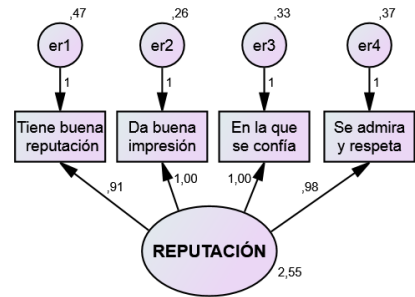 ,47
,26
,33
,37
er1
er2
er3
er4
1
1
1
1
Tiene buena
reputación
Da buena
impresión
En la que
se confía
Se admira
y respeta
,91
1,00
1,00
,98
REPUTACIÓN
2,55